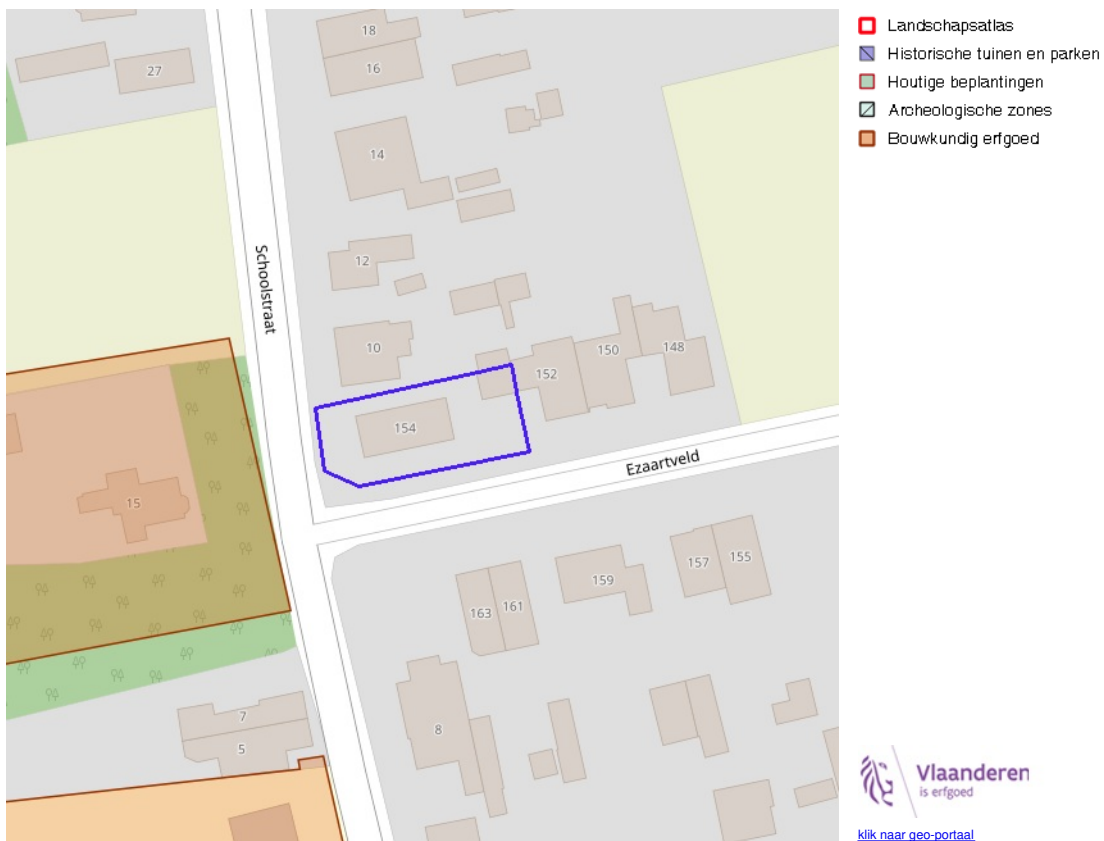 18
16
27
14
12
10
Schoolstraat
148
150
152
154
15
Ezaartveld
163
161
159
157
155
7
5
8
Landschapsatlas
Historische tuinen en parken
Houtige beplantingen
Archeologische zones
Bouwkundig erfgoed
Vlaanderen
is erfgoed
klik naar geo-portaal